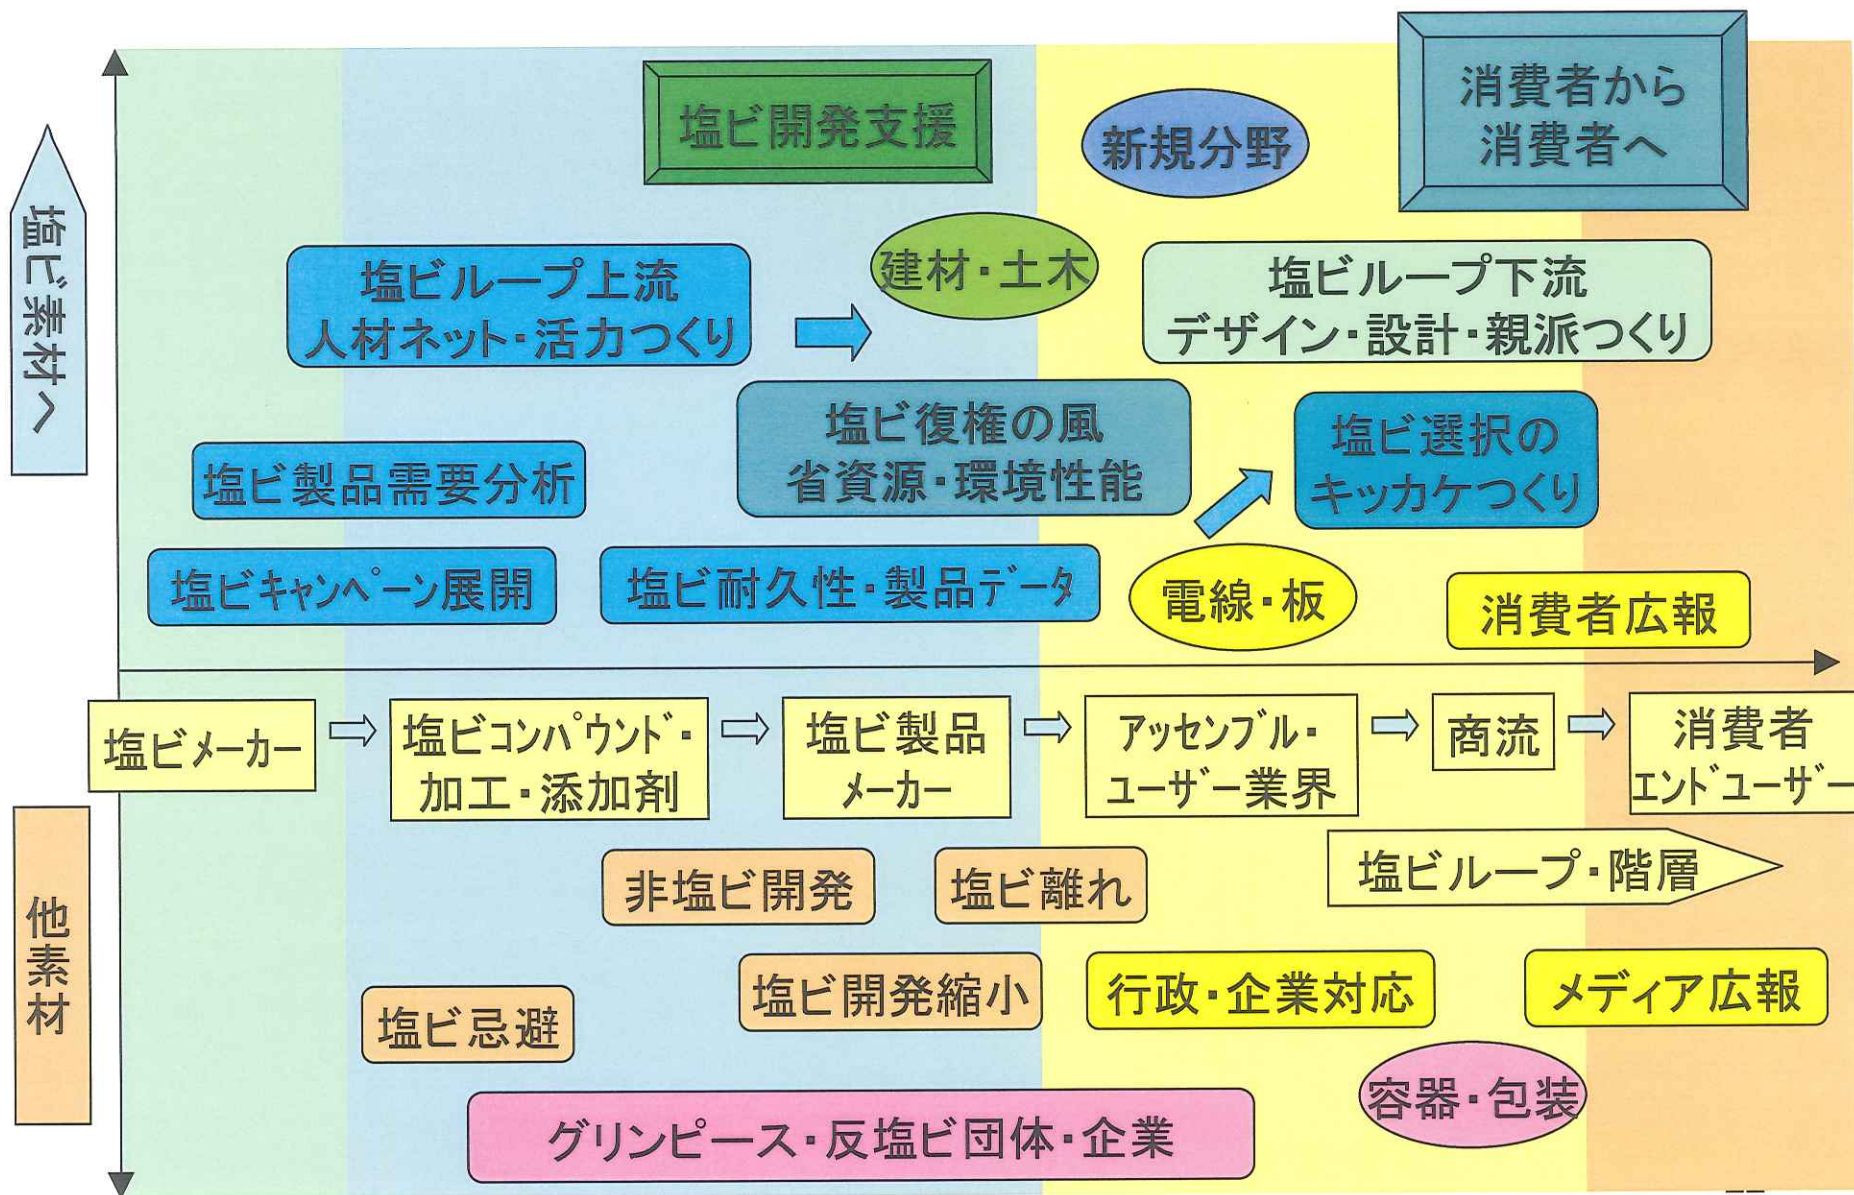 塩ビ開発支援
消費者から
消費者へ
新規分野
塩ビ素材へ
塩ビループ上流
人材ネット・活力つくり
建材・土木
塩ビループ下流
デザイン・設計・親派つくり
塩ビ復権の風
省資源・環境性能
塩ビ選択の
キッカケつくり
塩ビ製品需要分析
塩ビキャンペーン展開
塩ビ耐久性・製品データ
電線・板
消費者広報
塩ビメーカー
塩ビコンパウンド・
加工・添加剤
塩ビ製品
メーカー
アッセンブル・
ユーザー業界
商流
消費者
エンドユーザー
他素材
非塩ビ開発
塩ビ離れ
塩ビループ・階層
塩ビ忌避
塩ビ開発縮小
行政・企業対応
メディア広報
容器・包装
グリンピース・反塩ビ団体・企業